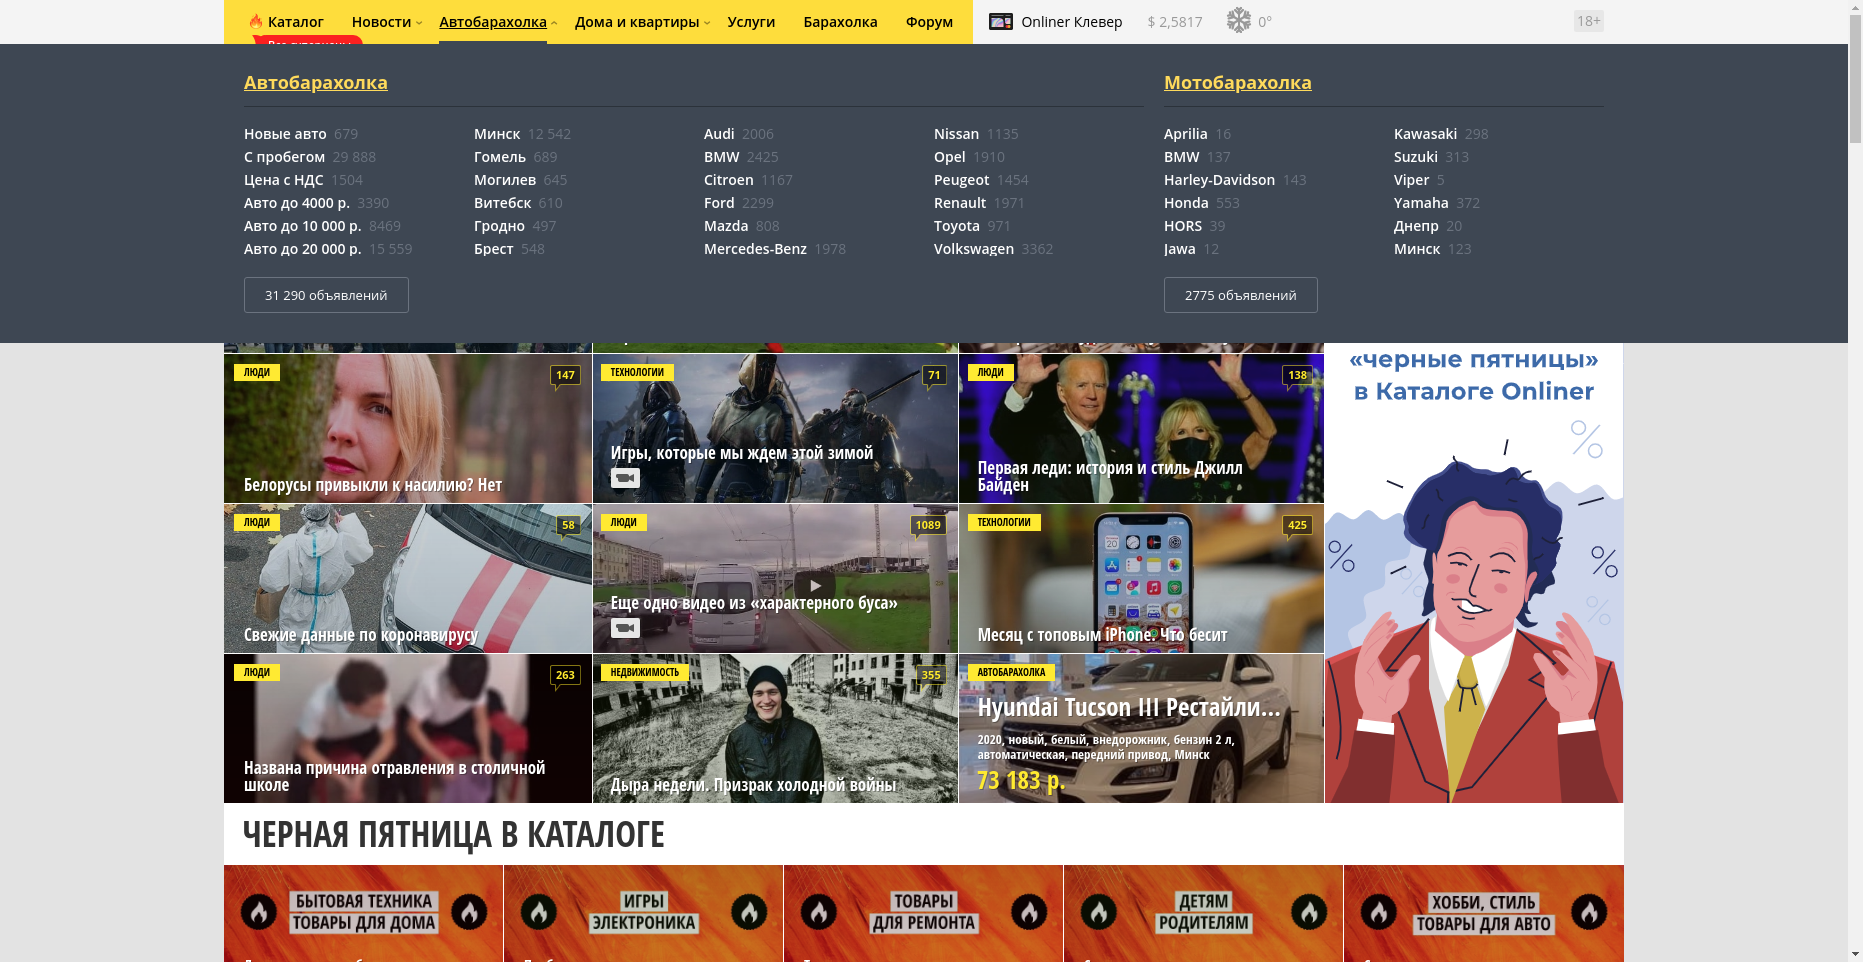 Каталог Новости Автобарахолка Дома и квартиры Услуги Барахолка Форум Onliner Клевер $ 2,5817 0° 18+
Автобарахолка Мотобарахолка
Новые авто 679 Минск 12 542 Audi 2006 Nissan 1135 Aprilia 16 Kawasaki 298
С пробегом 29 888 Гомель 689 BMW 2425 Opel 1910 BMW 137 Suzuki 313
Цена с НДС 1504 Могилев 645 Citroen 1167 Peugeot 1454 Harley-Davidson 143 Viper 5
Авто до 4000 р. 3390 Витебск 610 Ford 2299 Renault 1971 Honda 553 Yamaha 372
Авто до 10 000 р. 8469 Гродно 497 Mazda 808 Toyota 971 HORS 39 Днепр 20
Авто до 20 000 р. 15 559 Брест 548 Mercedes-Benz 1978 Volkswagen 3362 Jawa 12 Минск 123
31 290 объявлений 2775 объявлений
«черные пятницы»
в Каталоге Onliner
ЛЮДИ 147
Белорусы привыкли к насилию? Нет
ТЕХНОЛОГИИ 71
Игры, которые мы ждем этой зимой
ЛЮДИ 138
Первая леди: история и стиль Джилл
Байден
ЛЮДИ 58
Свежие данные по коронавирусу
ЛЮДИ 1089
Еще одно видео из «характерного буса»
ТЕХНОЛОГИИ 425
Месяц с топовым iPhone. Что бесит
ЛЮДИ 263
Названа причина отравления в столичной
школе
НЕДВИЖИМОСТЬ 355
Дыра недели. Призрак холодной войны
АВТОБАРАХОЛКА
Hyundai Tucson III Рестайли...
2020, новый, белый, внедорожник, бензин 2 л,
автоматическая, передний привод, Минск
73 183 р.
ЧЕРНАЯ ПЯТНИЦА В КАТАЛОГЕ
БЫТОВАЯ ТЕХНИКА
ТОВАРЫ ДЛЯ ДОМА
ИГРЫ
ЭЛЕКТРОНИКА
ТОВАРЫ
ДЛЯ РЕМОНТА
ДЕТЯМ
РОДИТЕЛЯМ
ХОББИ, СТИЛЬ
ТОВАРЫ ДЛЯ АВТО